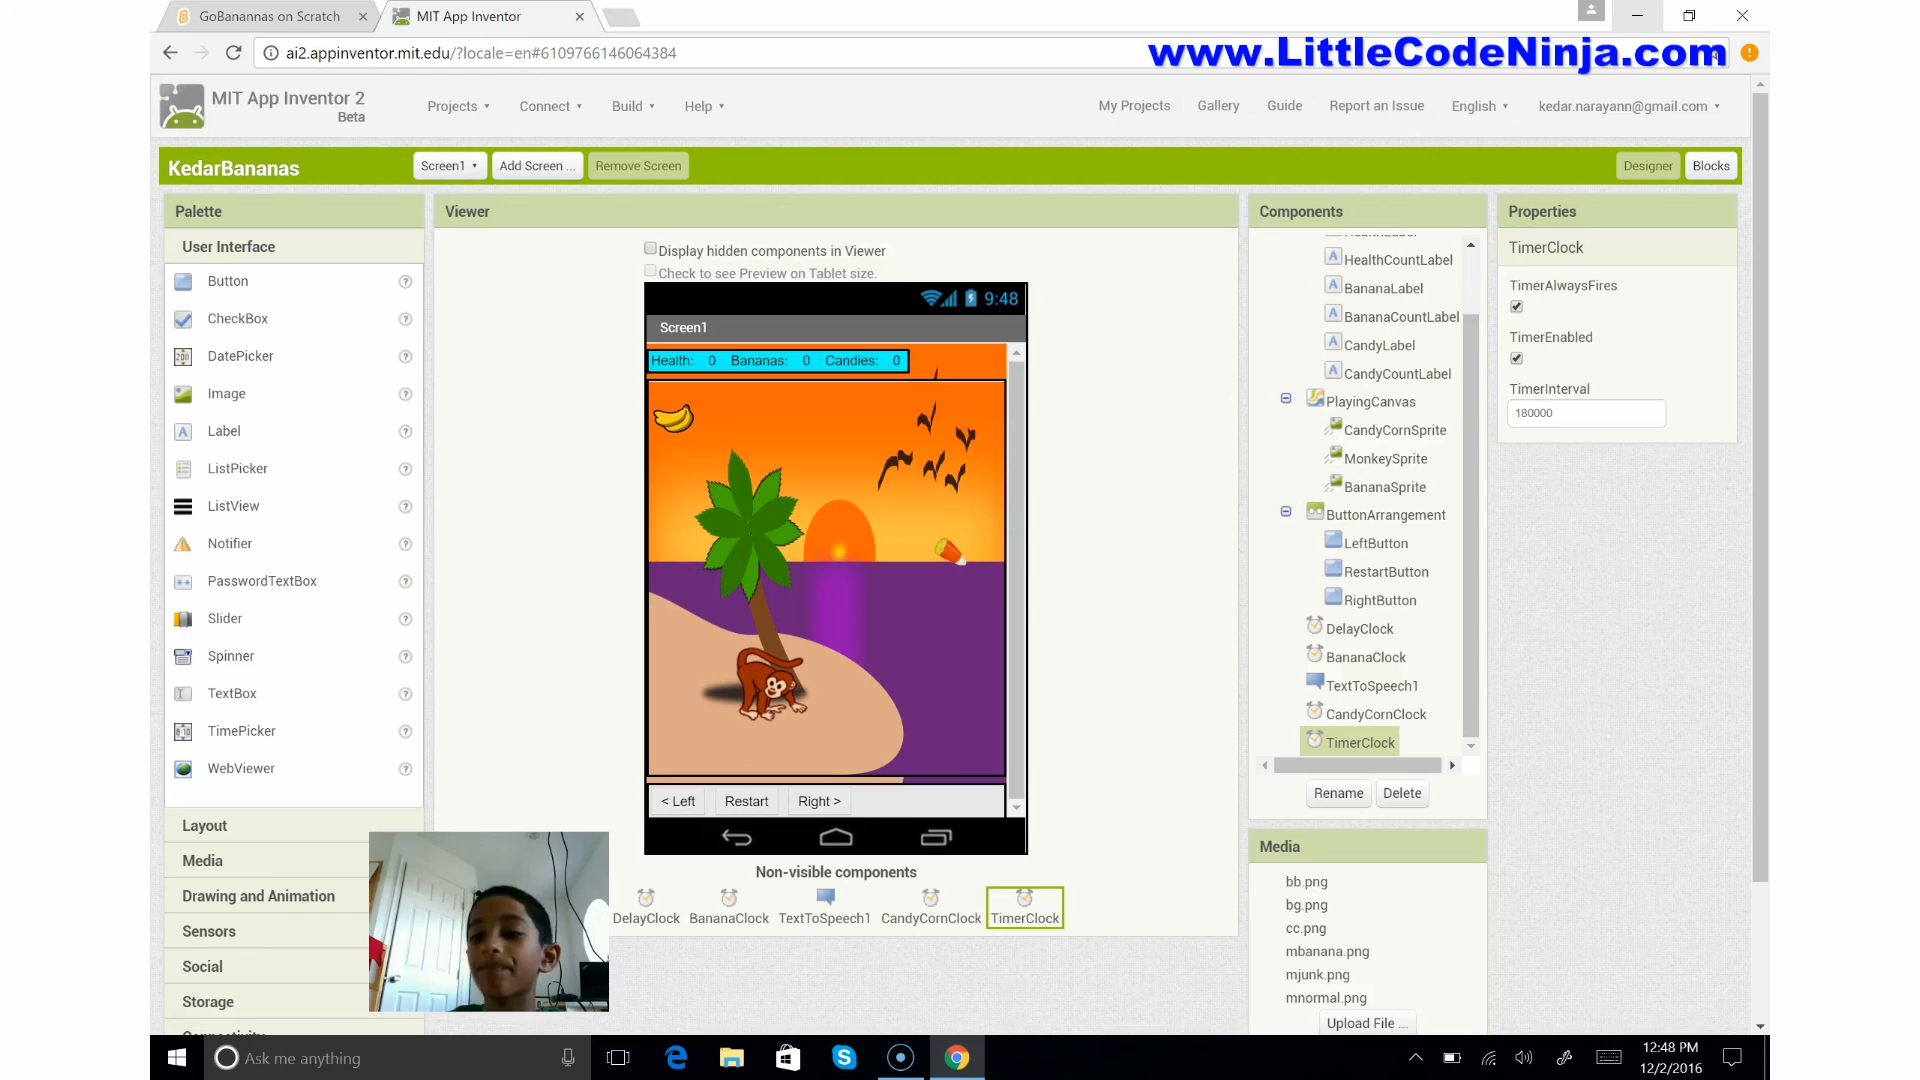 GoBanannas on Scratch
MIT App Inventor
ai2.appinventor.mit.edu/?locale=en#6109766146064384
www.LittleCodeNinja.com
MIT App Inventor 2
Beta
Projects
Connect
Build
Help
My Projects
Gallery
Guide
Report an Issue
English
kedar.narayann@gmail.com
KedarBananas
Screen1
Add Screen ...
Remove Screen
Designer
Blocks
Palette
User Interface
Button
CheckBox
DatePicker
Image
Label
ListPicker
ListView
Notifier
PasswordTextBox
Slider
Spinner
TextBox
TimePicker
WebViewer
Layout
Media
Drawing and Animation
Sensors
Social
Storage
Viewer
Display hidden components in Viewer
Check to see Preview on Tablet size.
9:48
Screen1
Health: 0 Bananas: 0 Candies: 0
< Left
Restart
Right >
Non-visible components
DelayClock
BananaClock
TextToSpeech1
CandyCornClock
TimerClock
Components
HealthCountLabel
BananaLabel
BananaCountLabel
CandyLabel
CandyCountLabel
PlayingCanvas
CandyCornSprite
MonkeySprite
BananaSprite
ButtonArrangement
LeftButton
RestartButton
RightButton
DelayClock
BananaClock
TextToSpeech1
CandyCornClock
TimerClock
Rename
Delete
Media
bb.png
bg.png
cc.png
mbanana.png
mjunk.png
mnormal.png
Upload File ...
Properties
TimerClock
TimerAlwaysFires
TimerEnabled
TimerInterval
180000
Ask me anything
12:48 PM
12/2/2016